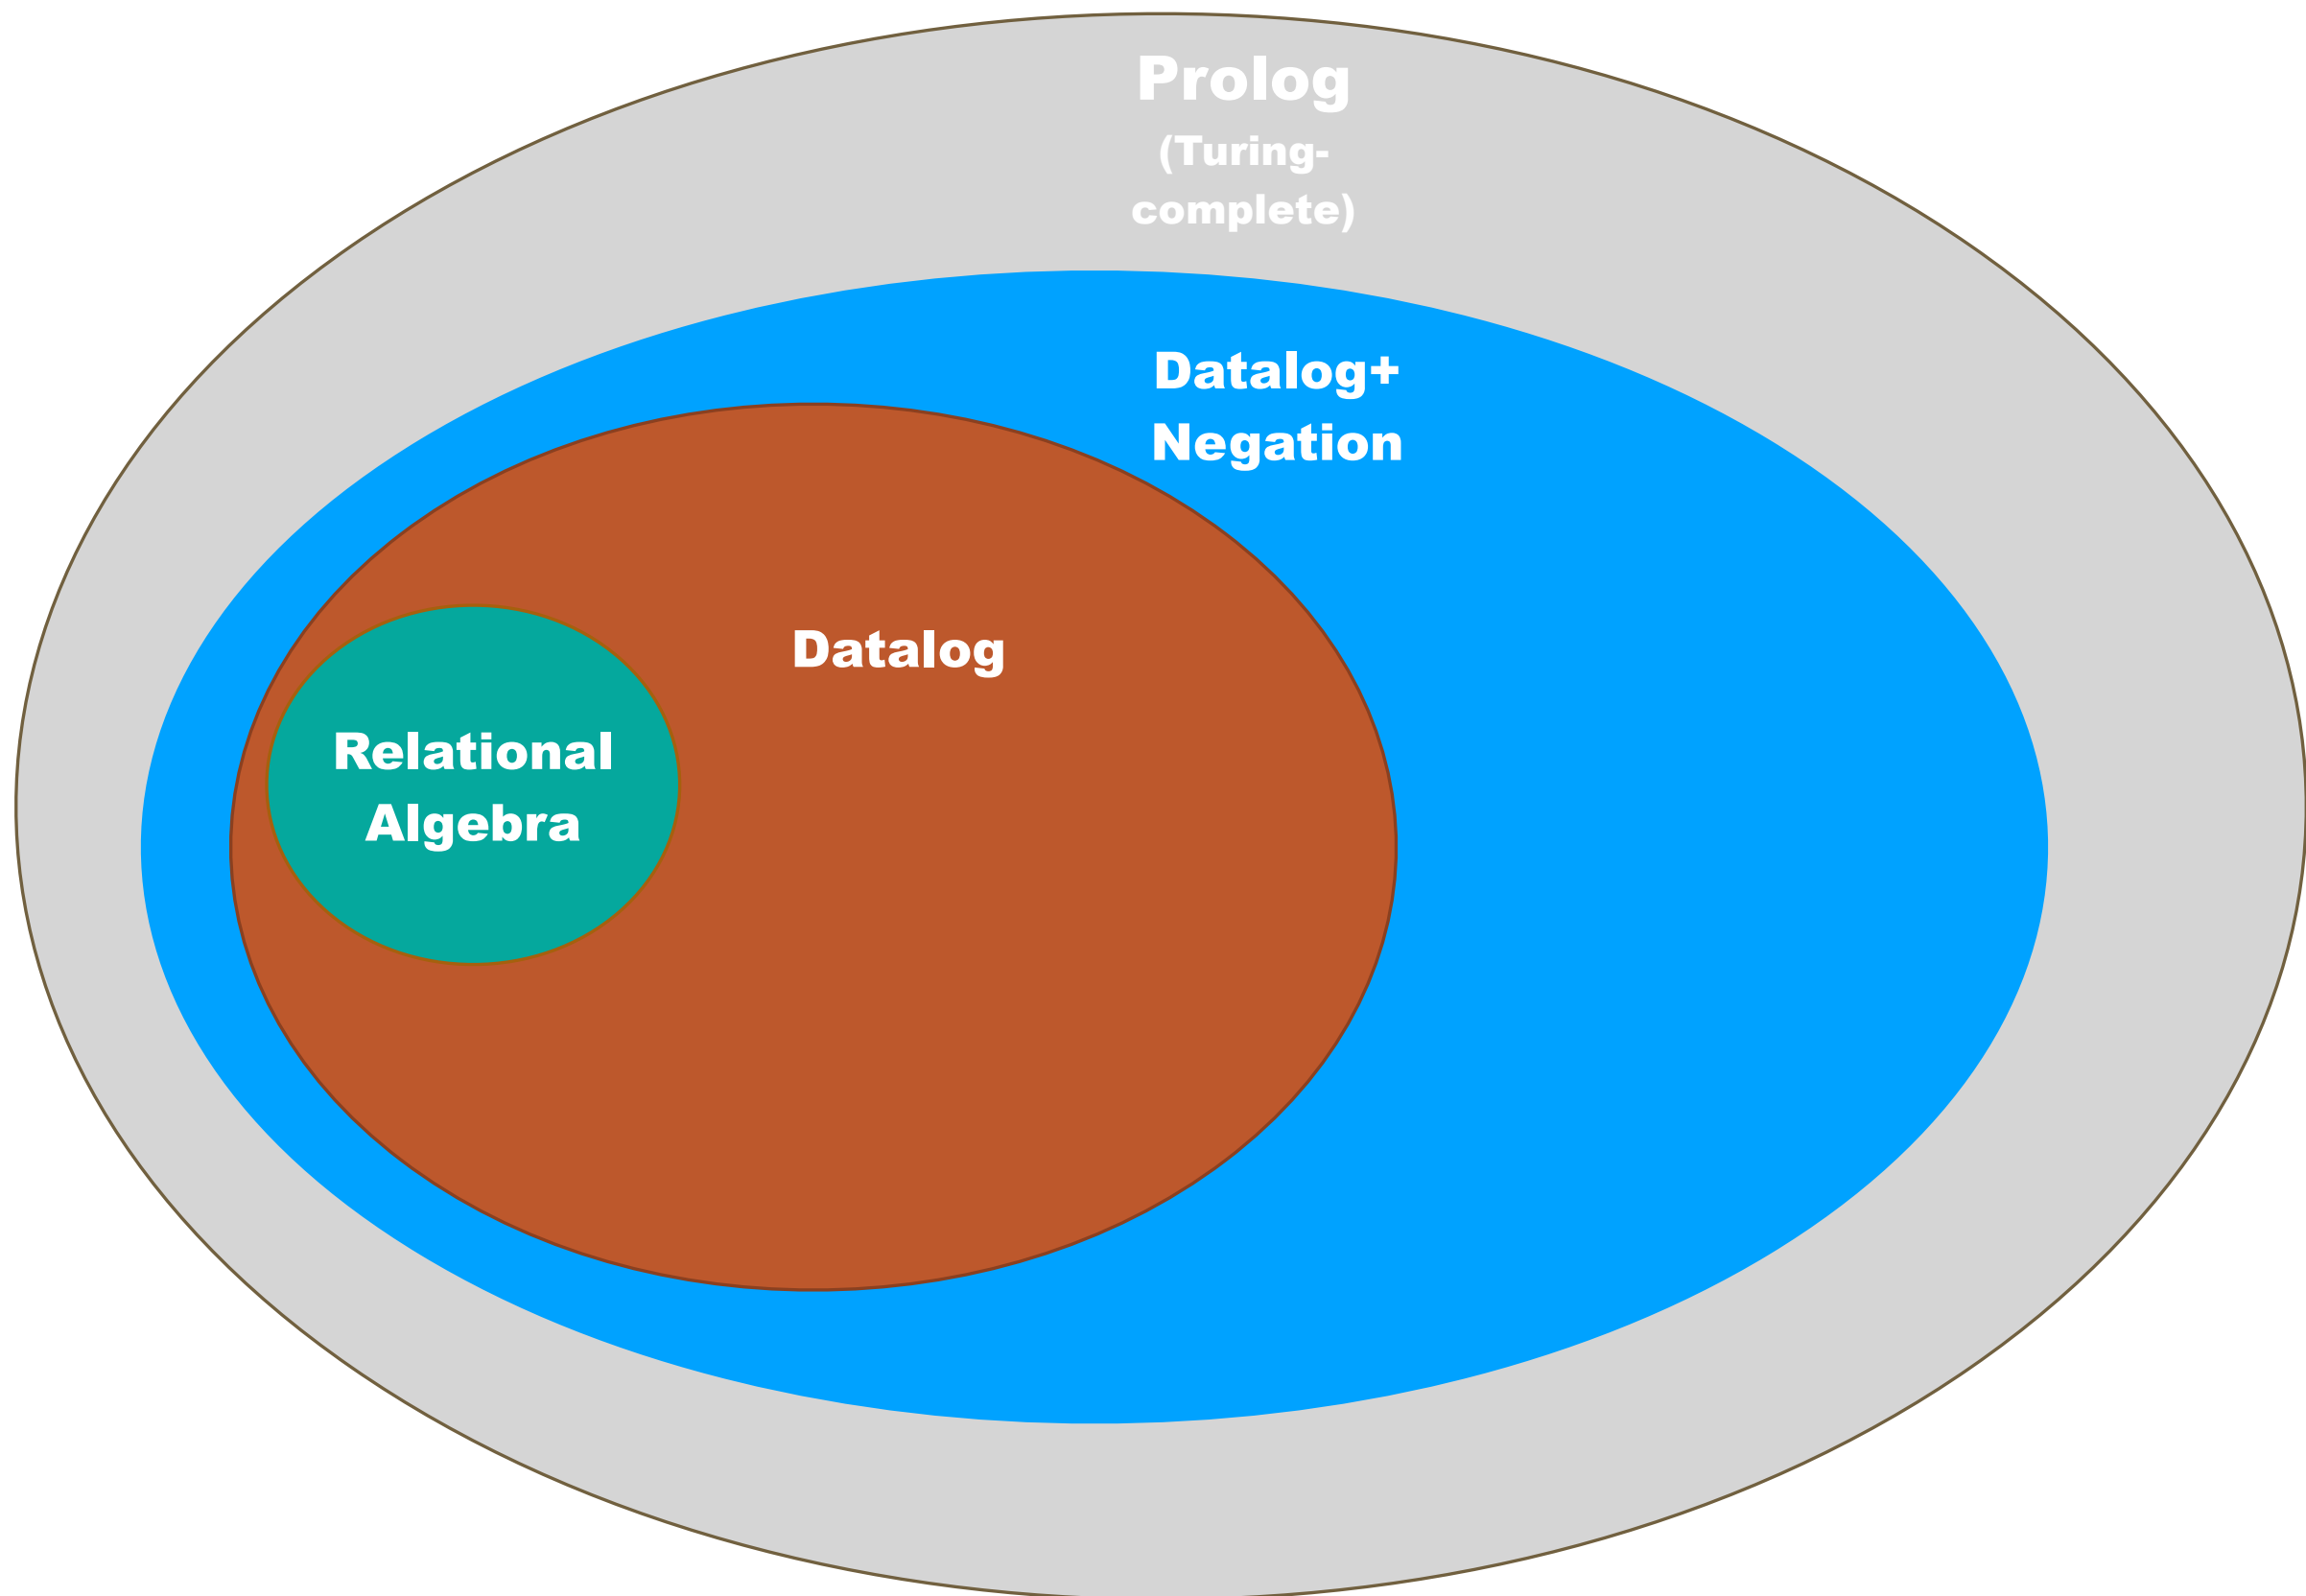 Prolog
(Turing-
complete)
Datalog+
Negation
Datalog
Relational
Algebra